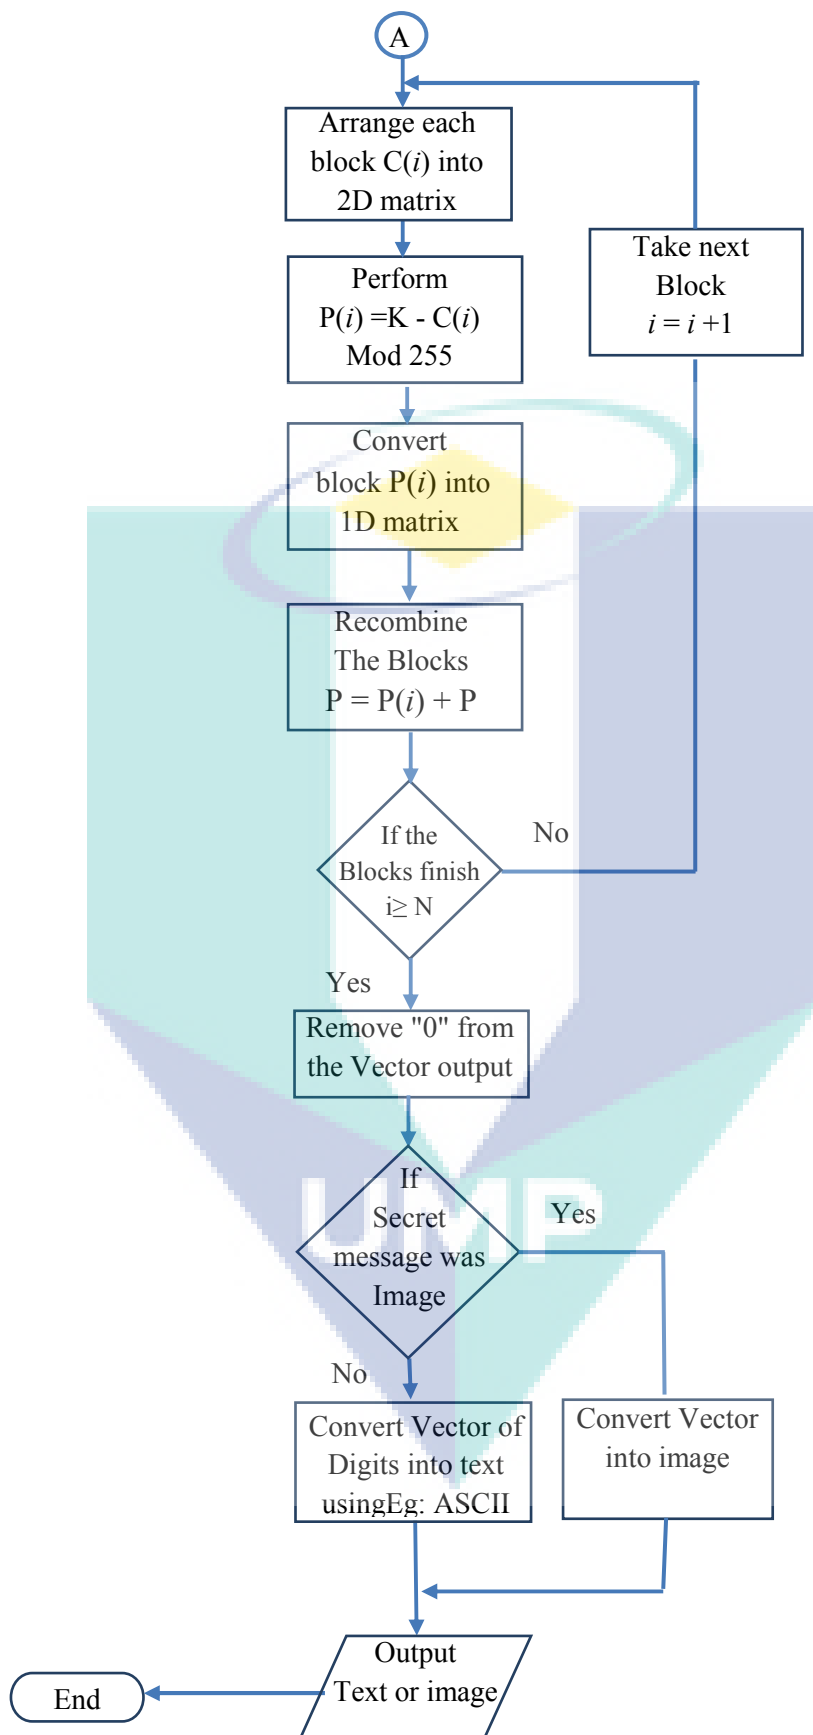 A
Arrange each
block C(i) into
2D matrix
Perform
P(i) =K - C(i)
Mod 255
Take next
Block
i = i +1
Convert
block P(i) into
1D matrix
Recombine
The Blocks
P = P(i) + P
If the
Blocks finish
i≥ N
No
Yes
Remove "0" from
the Vector output
UMP
If
Secret
message was
Image
Yes
No
Convert Vector of
Digits into text
usingEg: ASCII
Convert Vector
into image
Output
Text or image
End